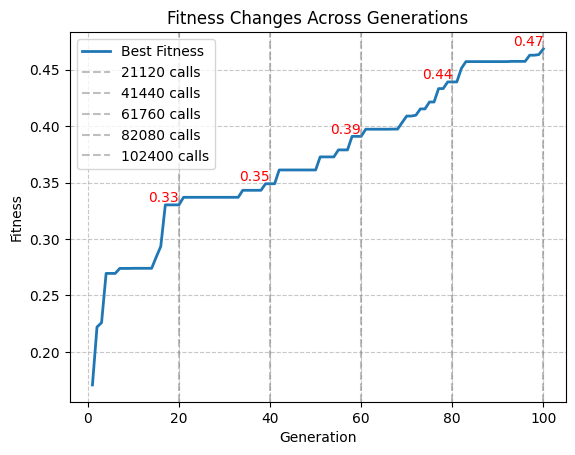 Fitness Changes Across Generations
Best Fitness
21120 calls
41440 calls
61760 calls
82080 calls
102400 calls
0.33
0.35
0.39
0.44
0.47
0.45
0.40
0.35
0.30
0.25
0.20
Fitness
0
20
40
60
80
100
Generation